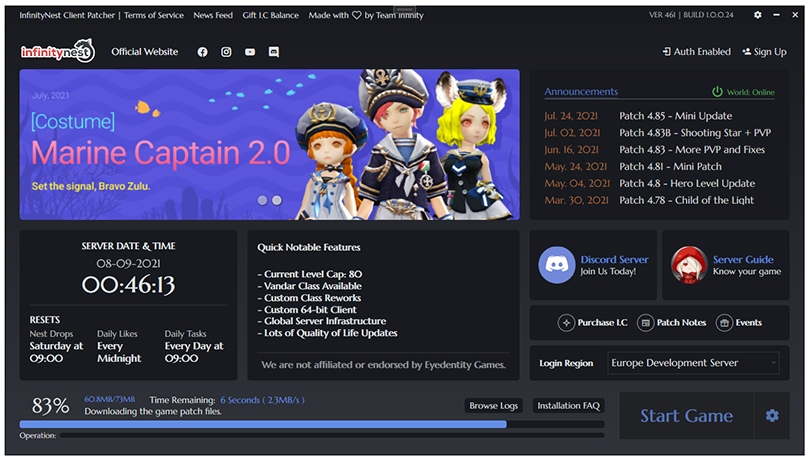 InfinityNest Client Patcher | Terms of Service News Feed Gift I.C Balance Made with by Team Infinity
VER 461 | BUILD 1.0.0.24
infinitynest
Official Website
Auth Enabled
Sign Up
July, 2021
[Costume]
Marine Captain 2.0
Set the signal, Bravo Zulu.
Announcements
World: Online
Jul. 24, 2021 Patch 4.85 - Mini Update
Jul. 02, 2021 Patch 4.83B - Shooting Star + PVP
Jun. 16, 2021 Patch 4.83 - More PVP and Fixes
May. 24, 2021 Patch 4.81 - Mini Patch
May. 04, 2021 Patch 4.8 - Hero Level Update
Mar. 30, 2021 Patch 4.78 - Child of the Light
SERVER DATE & TIME
08-09-2021
00:46:13
RESETS
Nest Drops Daily Likes Daily Tasks
Saturday at Every Every Day at
09:00 Midnight 09:00
Quick Notable Features
- Current Level Cap: 80
- Vandar Class Available
- Custom Class Reworks
- Custom 64-bit Client
- Global Server Infrastructure
- Lots of Quality of Life Updates
We are not affiliated or endorsed by Eyedentity Games.
Discord Server
Join Us Today!
Server Guide
Know your game
Purchase I.C
Patch Notes
Events
Login Region
Europe Development Server
83%
60.8MB/73MB Time Remaining: 6 Seconds ( 2.3MB/s )
Downloading the game patch files.
Browse Logs
Installation FAQ
Operation:
Start Game